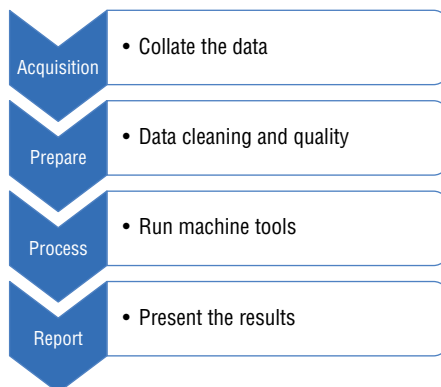 Acquisition
• Collate the data
Prepare
• Data cleaning and quality
Process
• Run machine tools
Report
• Present the results